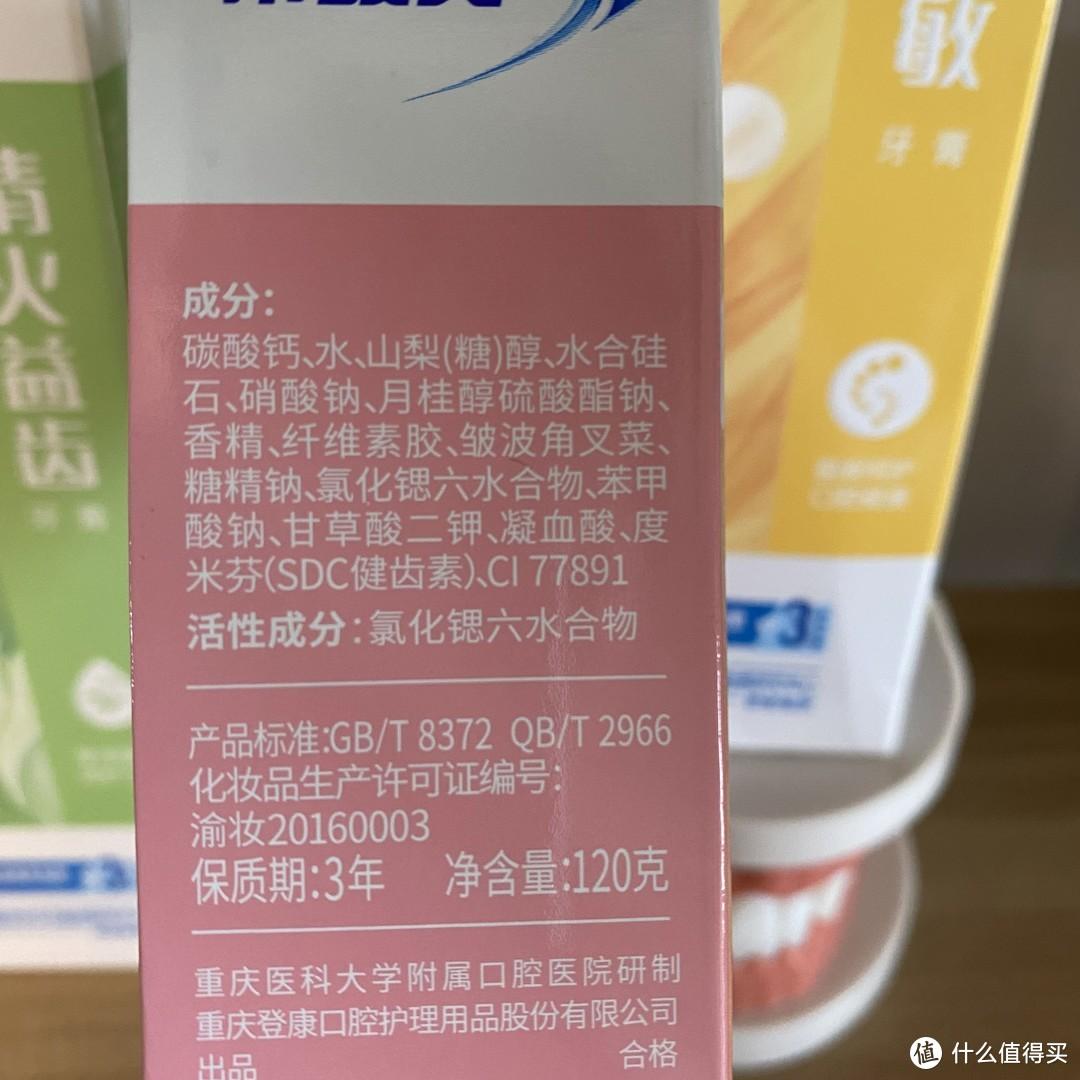 敏
牙膏
清火益齿
牙膏
成分：
碳酸钙、水、山梨(糖)醇、水合硅
石、硝酸钠、月桂醇硫酸酯钠、
香精、纤维素胶、皱波角叉菜、
糖精钠、氯化锶六水合物、苯甲
酸钠、甘草酸二钾、凝血酸、度
米芬(SDC健齿素)、CI 77891
活性成分：氯化锶六水合物
产品标准:GB/T 8372 QB/T 2966
化妆品生产许可证编号：
渝妆20160003
保质期:3年 净含量:120克
重庆医科大学附属口腔医院研制
重庆登康口腔护理用品股份有限公司
出品 合格
3
值 什么值得买